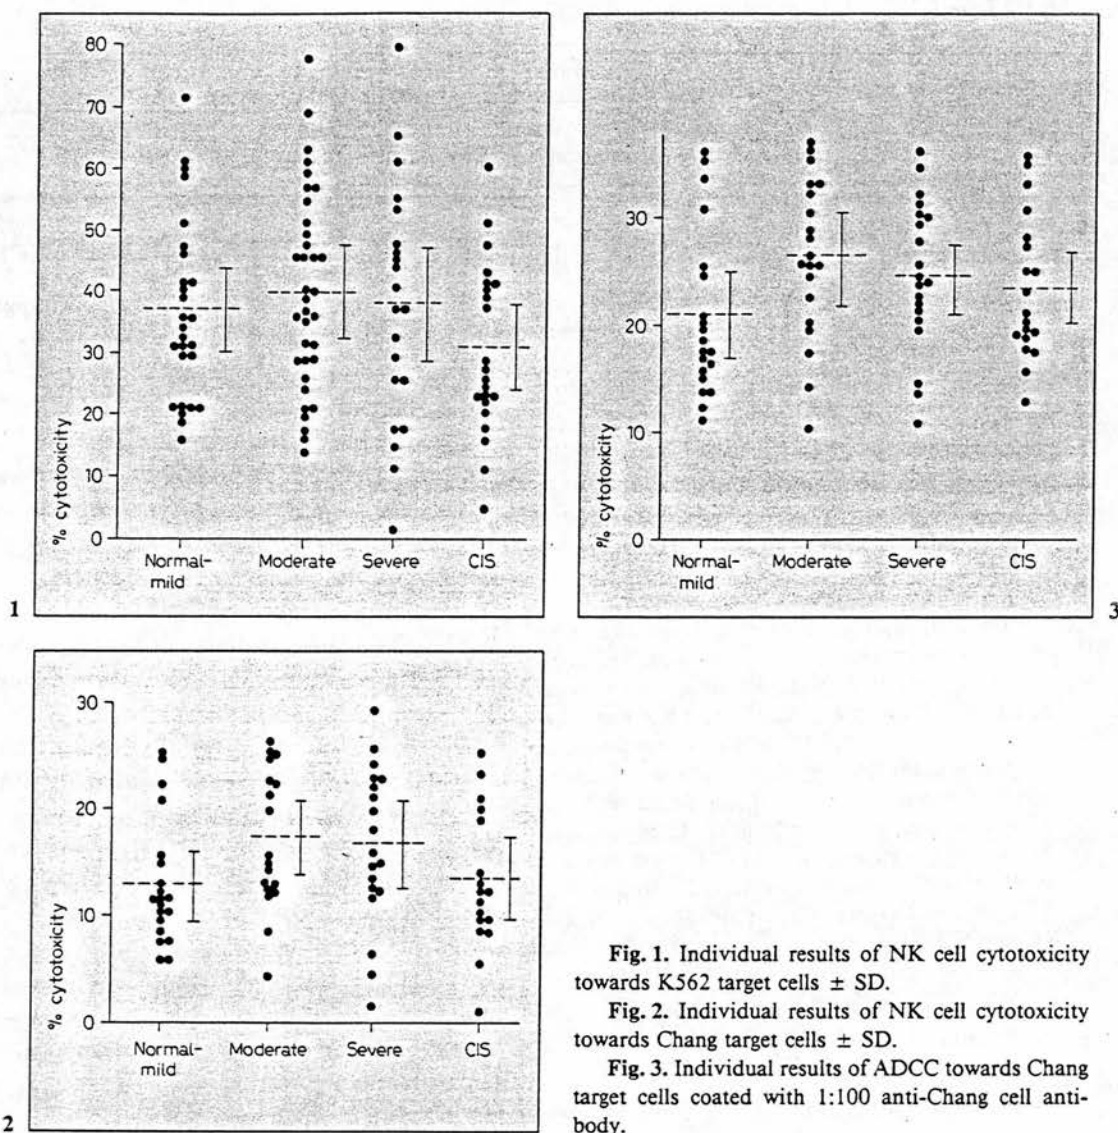 80
70
60
50
40
30
20
10
0
% cytotoxicity
Normal-
mild
Moderate
Severe
CIS
1
30
20
10
0
% cytotoxicity
Normal-
mild
Moderate
Severe
CIS
3
30
20
10
0
% cytotoxicity
Normal-
mild
Moderate
Severe
CIS
2
Fig. 1. Individual results of NK cell cytotoxicity
towards K562 target cells ± SD.
Fig. 2. Individual results of NK cell cytotoxicity
towards Chang target cells ± SD.
Fig. 3. Individual results of ADCC towards Chang
target cells coated with 1:100 anti-Chang cell anti-
body.